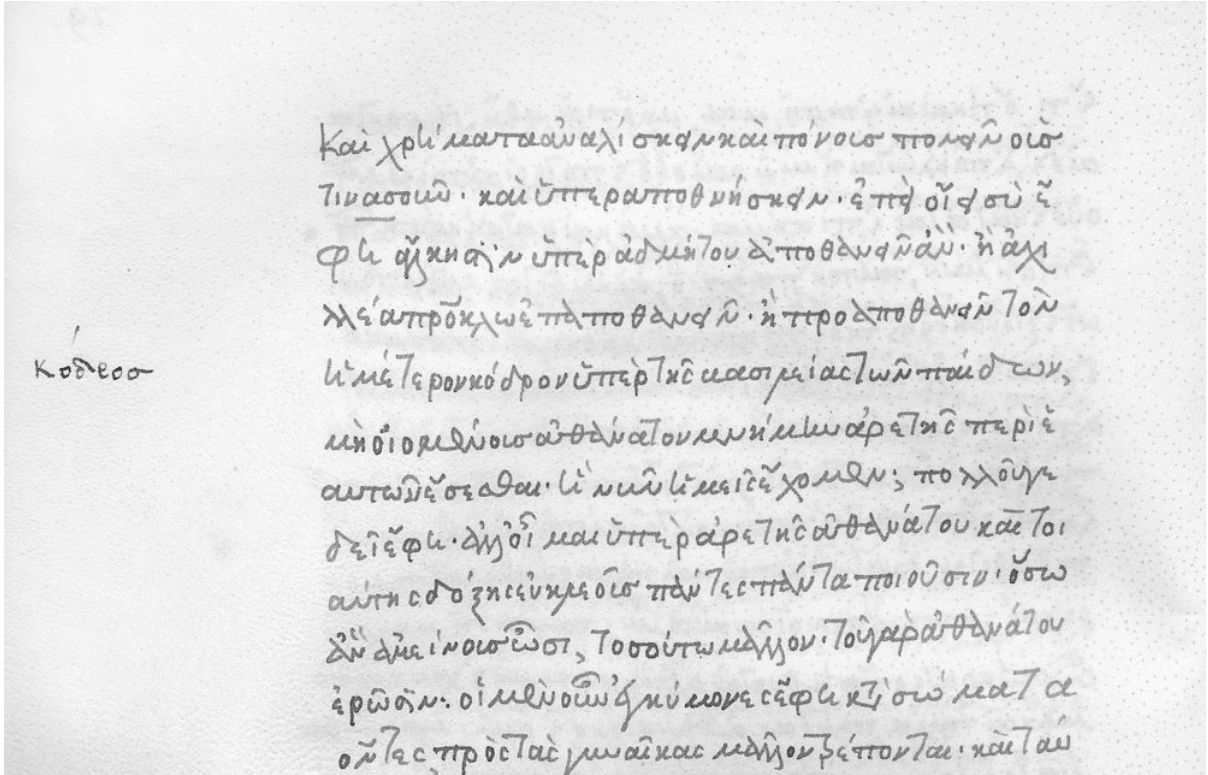 καὶ χρήματα ἀναλίσκειν καὶ πόνους πονεῖν οὑσ
τινασοῦν· καὶ ὑπεραποθνήσκειν· ἐπεὶ οἴει σὺ ἔ
φη ἄλκηστιν ὑπὲρ ἀδμήτου ἀποθανεῖν ἄν· ἢ ἀχι
λλέα πρόκλω ἐπαποθανεῖν· ἢ προαποθανεῖν τὸν
κόδρος
ὑμέτερον κόδρον ὑπὲρ τῆς βασιλείας τῶν παίδων,
μὴ οἰομένους ἀθάνατον μνήμην ἀρετῆς περὶ ἑ
αυτῶν ἔσεσθαι· ἣν νῦν ἡμεῖς ἔχομεν; πολλοῦ γε
δεῖ ἔφη· ἀλλ' οἶμαι ὑπὲρ ἀρετῆς ἀθανάτου καὶ τοι
αύτης δόξης εὐκλεοῦς πάντες πάντα ποιοῦσιν· ὅσω
ἂν ἀμείνους ὦσι, τοσούτω μᾶλλον· τοῦ γὰρ ἀθανάτου
ἐρῶσιν· οἱ μὲν οὖν ἐγκύμονες ἔφη κατὰ σώματα
ὄντες πρὸς τὰς γυναῖκας μᾶλλον τρέπονται· καὶ ταύ